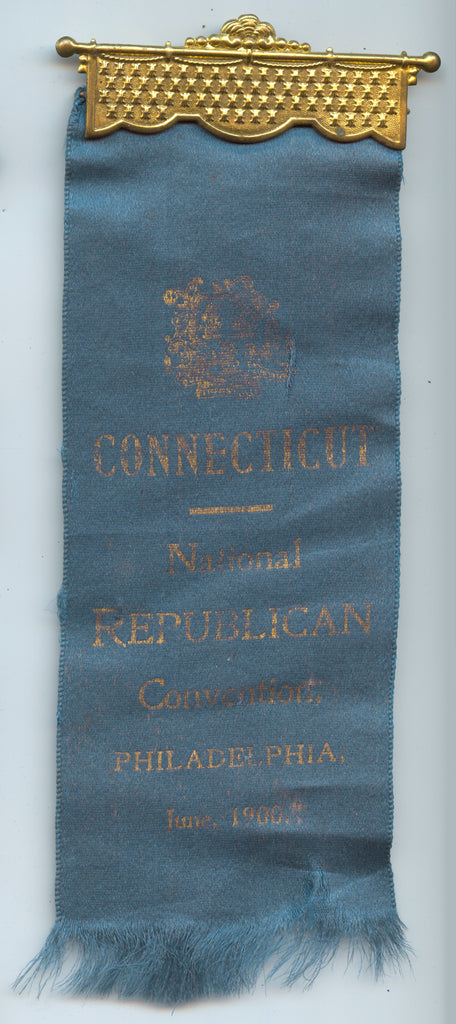 CONNECTICUT
National
REPUBLICAN
Convention,
PHILADELPHIA,
June, 1900.